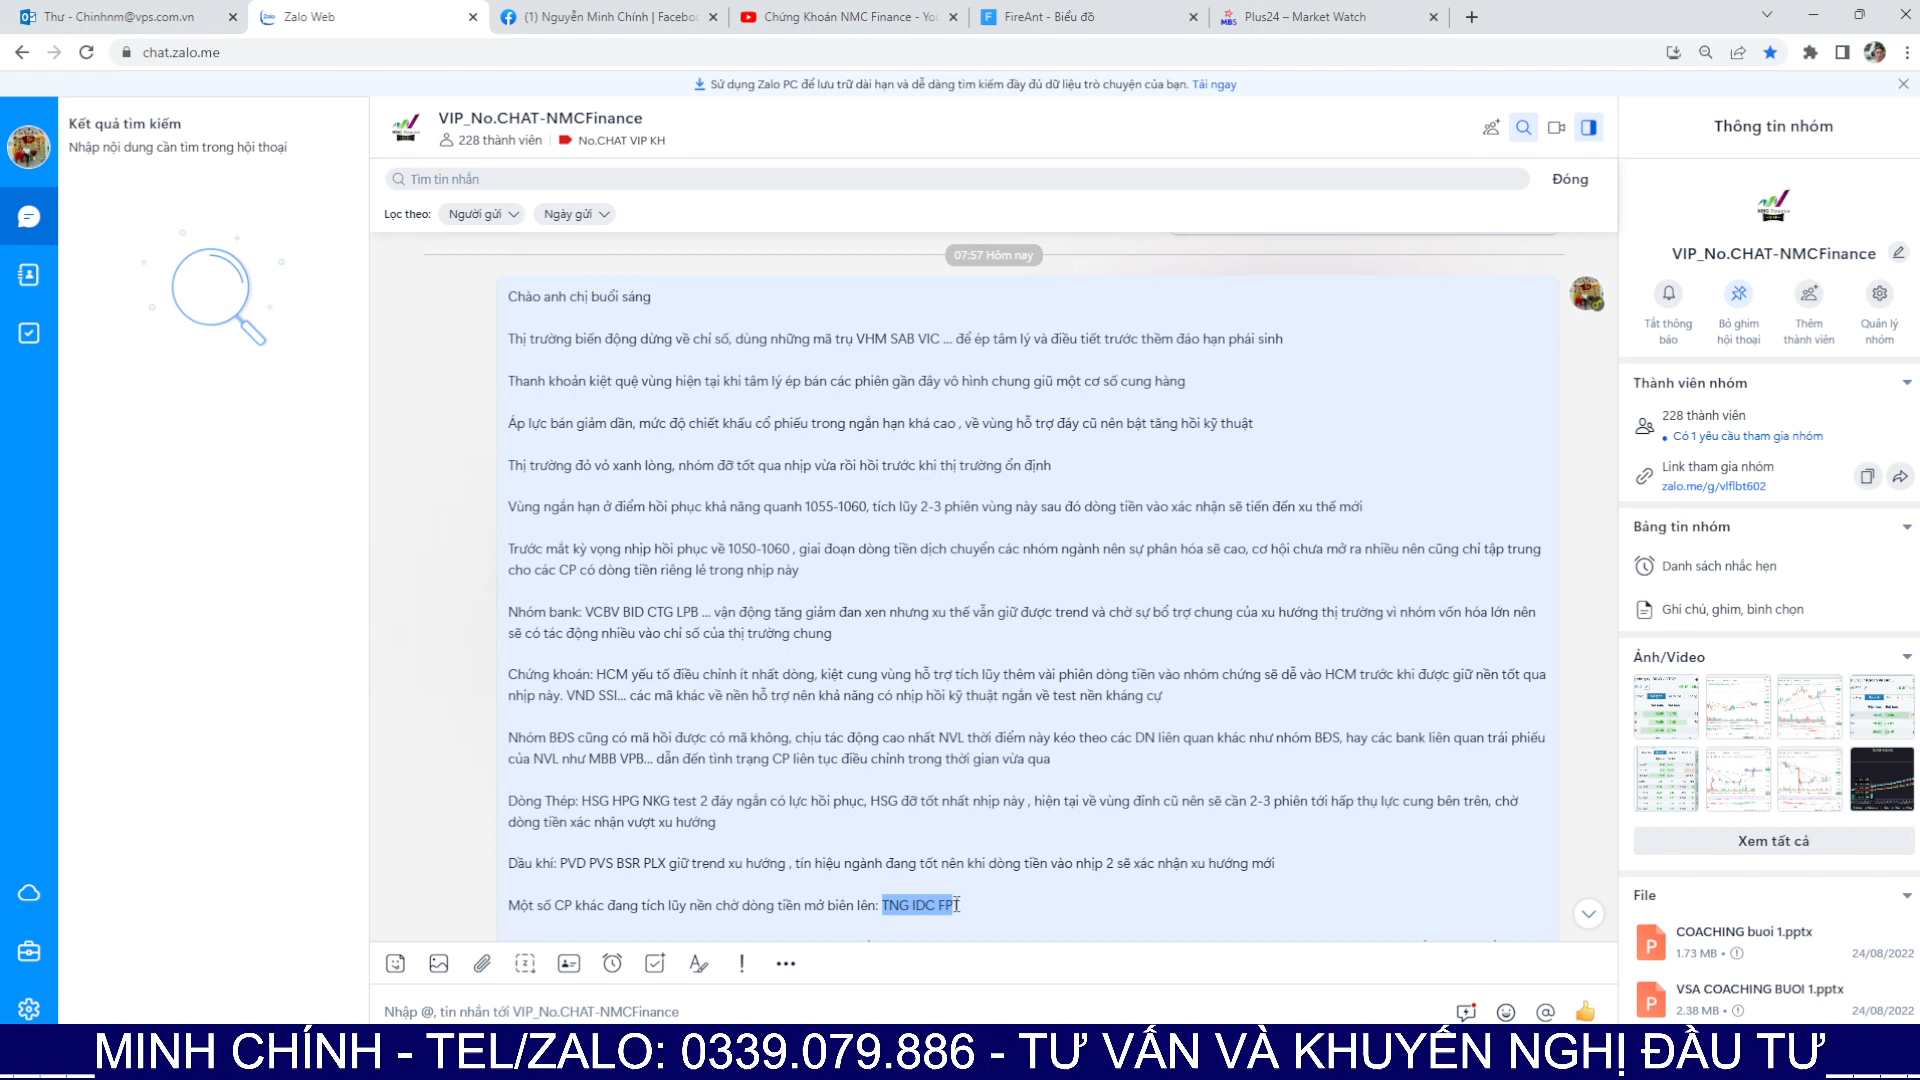 Thư - Chinhnm@vps.com.vn
Zalo Web
(1) Nguyễn Minh Chính | Facebo
Chứng Khoán NMC Finance - Yo
FireAnt - Biểu đồ
Plus24 – Market Watch
chat.zalo.me
Sử dụng Zalo PC để lưu trữ dài hạn và dễ dàng tìm kiếm đầy đủ dữ liệu trò chuyện của bạn. Tải ngay
Kết quả tìm kiếm
Nhập nội dung cần tìm trong hội thoại
VIP_No.CHAT-NMCFinance
228 thành viên
No.CHAT VIP KH
Tìm tin nhắn
Đóng
Lọc theo:
Người gửi
Ngày gửi
07:57 Hôm nay
Chào anh chị buổi sáng
Thị trường biến động dừng về chỉ số, dùng những mã trụ VHM SAB VIC ... để ép tâm lý và điều tiết trước thềm đáo hạn phái sinh
Thanh khoản kiệt quệ vùng hiện tại khi tâm lý ép bán các phiên gần đây vô hình chung giũ một cơ số cung hàng
Áp lực bán giảm dần, mức độ chiết khấu cổ phiếu trong ngắn hạn khá cao , về vùng hỗ trợ đáy cũ nên bật tăng hồi kỹ thuật
Thị trường đỏ vỏ xanh lòng, nhóm đỡ tốt qua nhịp vừa rồi hồi trước khi thị trường ổn định
Vùng ngắn hạn ở điểm hồi phục khả năng quanh 1055-1060, tích lũy 2-3 phiên vùng này sau đó dòng tiền vào xác nhận sẽ tiến đến xu thế mới
Trước mắt kỳ vọng nhịp hồi phục về 1050-1060 , giai đoạn dòng tiền dịch chuyển các nhóm ngành nên sự phân hóa sẽ cao, cơ hội chưa mở ra nhiều nên cũng chỉ tập trung
cho các CP có dòng tiền riêng lẻ trong nhịp này
Nhóm bank: VCBV BID CTG LPB ... vận động tăng giảm đan xen nhưng xu thế vẫn giữ được trend và chờ sự bổ trợ chung của xu hướng thị trường vì nhóm vốn hóa lớn nên
sẽ có tác động nhiều vào chỉ số của thị trường chung
Chứng khoán: HCM yếu tố điều chỉnh ít nhất dòng, kiệt cung vùng hỗ trợ tích lũy thêm vài phiên dòng tiền vào nhóm chứng sẽ dễ vào HCM trước khi được giữ nền tốt qua
nhịp này. VND SSI... các mã khác về nền hỗ trợ nên khả năng có nhịp hồi kỹ thuật ngắn về test nền kháng cự
Nhóm BĐS cũng có mã hồi được có mã không, chịu tác động cao nhất NVL thời điểm này kéo theo các DN liên quan khác như nhóm BĐS, hay các bank liên quan trái phiếu
của NVL như MBB VPB... dẫn đến tình trạng CP liên tục điều chỉnh trong thời gian vừa qua
Dòng Thép: HSG HPG NKG test 2 đáy ngắn có lực hồi phục, HSG đỡ tốt nhất nhịp này , hiện tại về vùng đỉnh cũ nên sẽ cần 2-3 phiên tới hấp thụ lực cung bên trên, chờ
dòng tiền xác nhận vượt xu hướng
Dầu khí: PVD PVS BSR PLX giữ trend xu hướng , tín hiệu ngành đang tốt nên khi dòng tiền vào nhịp 2 sẽ xác nhận xu hướng mới
Một số CP khác đang tích lũy nền chờ dòng tiền mở biên lên: TNG IDC FPT
Nhập @, tin nhắn tới VIP_No.CHAT-NMCFinance
Thông tin nhóm
VIP_No.CHAT-NMCFinance
Tắt thông báo
Bỏ ghim hội thoại
Thêm thành viên
Quản lý nhóm
Thành viên nhóm
228 thành viên
Có 1 yêu cầu tham gia nhóm
Link tham gia nhóm
zalo.me/g/vlflbt602
Bảng tin nhóm
Danh sách nhắc hẹn
Ghi chú, ghim, bình chọn
Ảnh/Video
Xem tất cả
File
COACHING buoi 1.pptx
1.73 MB
24/08/2022
VSA COACHING BUOI 1.pptx
2.38 MB
24/08/2022
____MINH CHÍNH - TEL/ZALO: 0339.079.886 - TƯ VẤN VÀ KHUYẾN NGHỊ ĐẦU TƯ____